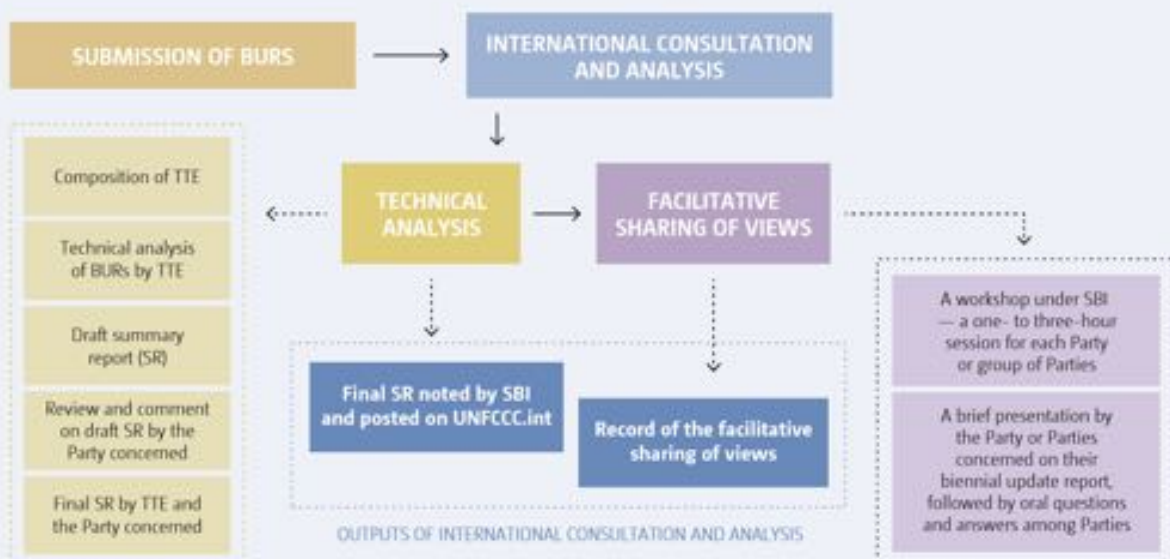 SUBMISSION OF BURS
INTERNATIONAL CONSULTATION
AND ANALYSIS
Composition of TTE
Technical analysis
of BURs by TTE
Draft summary
report (SR)
Review and comment
on draft SR by the
Party concerned
Final SR by TTE and
the Party concerned
TECHNICAL
ANALYSIS
FACILITATIVE
SHARING OF VIEWS
Final SR noted by SBI
and posted on UNFCCC.int
Record of the facilitative
sharing of views
OUTPUTS OF INTERNATIONAL CONSULTATION AND ANALYSIS
A workshop under SBI
— a one- to three-hour
session for each Party
or group of Parties
A brief presentation by
the Party or Parties
concerned on their
biennial update report,
followed by oral questions
and answers among Parties